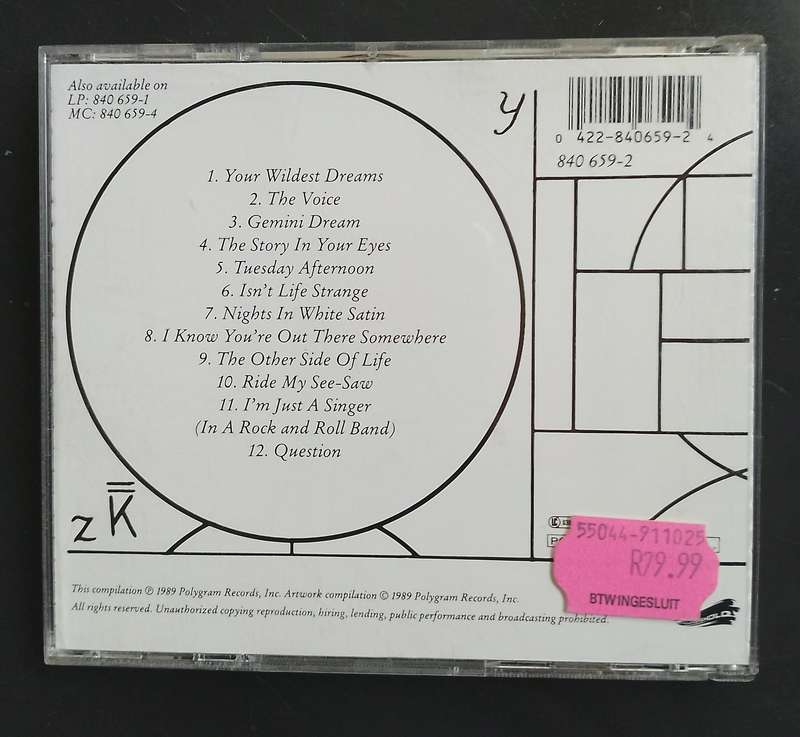 Also available on
LP: 840 659-1
MC: 840 659-4
y
0 422-840659-2 4
840 659-2
1. Your Wildest Dreams
2. The Voice
3. Gemini Dream
4. The Story In Your Eyes
5. Tuesday Afternoon
6. Isn't Life Strange
7. Nights In White Satin
8. I Know You're Out There Somewhere
9. The Other Side Of Life
10. Ride My See-Saw
11. I'm Just A Singer
(In A Rock and Roll Band)
12. Question
z K
55044-911025
R79.99
BTW INGESLUIT
This compilation ℗ 1989 Polygram Records, Inc. Artwork compilation © 1989 Polygram Records, Inc.
All rights reserved. Unauthorized copying reproduction, hiring, lending, public performance and broadcasting prohibited.